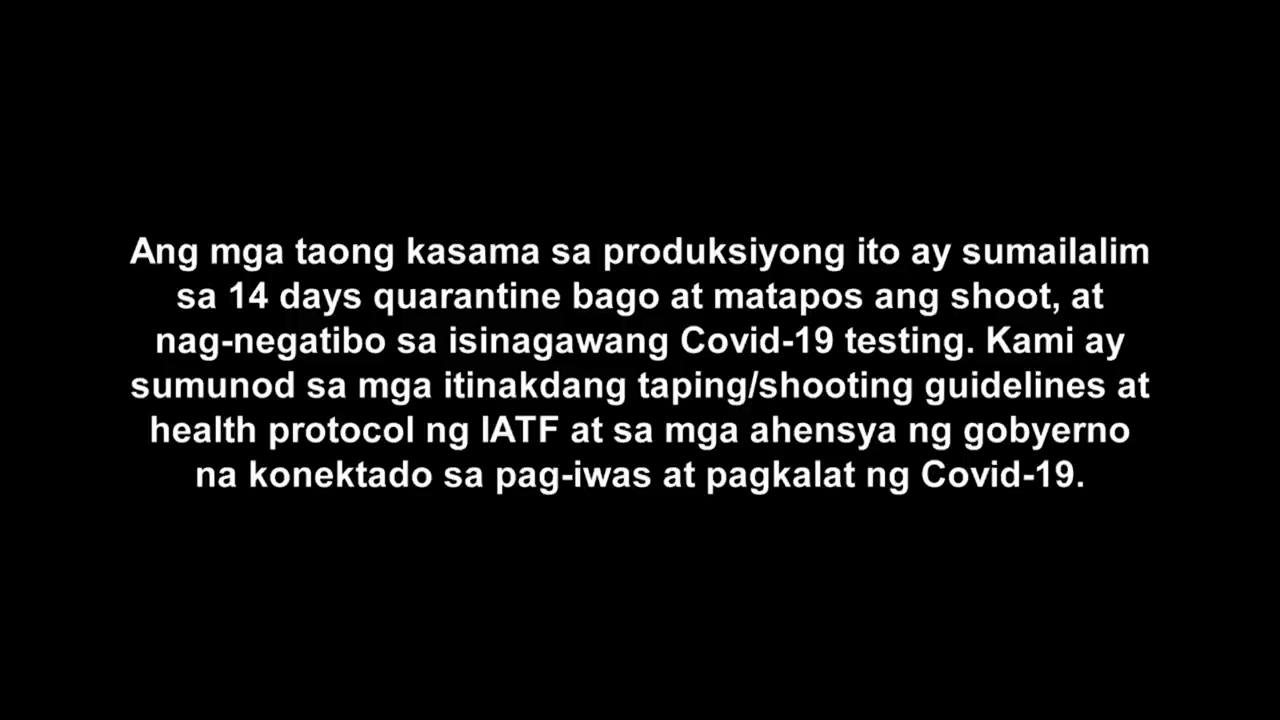 Ang mga taong kasama sa produksiyong ito ay sumailalim
sa 14 days quarantine bago at matapos ang shoot, at
nag-negatibo sa isinagawang Covid-19 testing. Kami ay
sumunod sa mga itinakdang taping/shooting guidelines at
health protocol ng IATF at sa mga ahensya ng gobyerno
na konektado sa pag-iwas at pagkalat ng Covid-19.